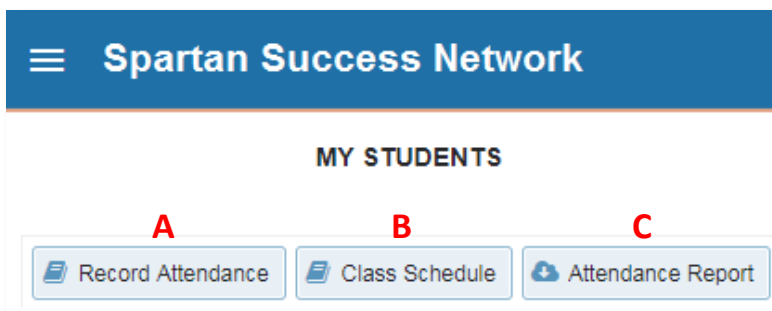 Spartan Success Network
MY STUDENTS
A B C
Record Attendance Class Schedule Attendance Report